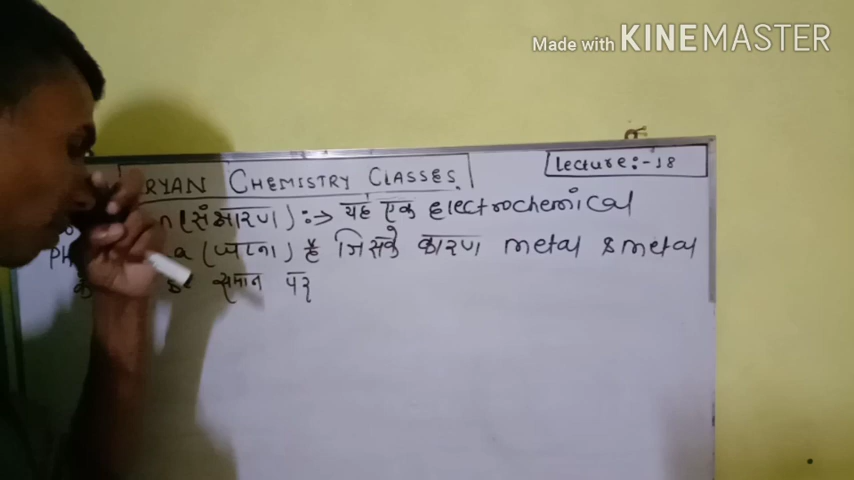 Made with KINEMASTER
RYAN CHEMISTRY CLASSES.
Lecture:-18
n (संक्षारण) :→ यह एक electrochemical
PH a (घटना) है जिसके कारण metal & metal
समान पर